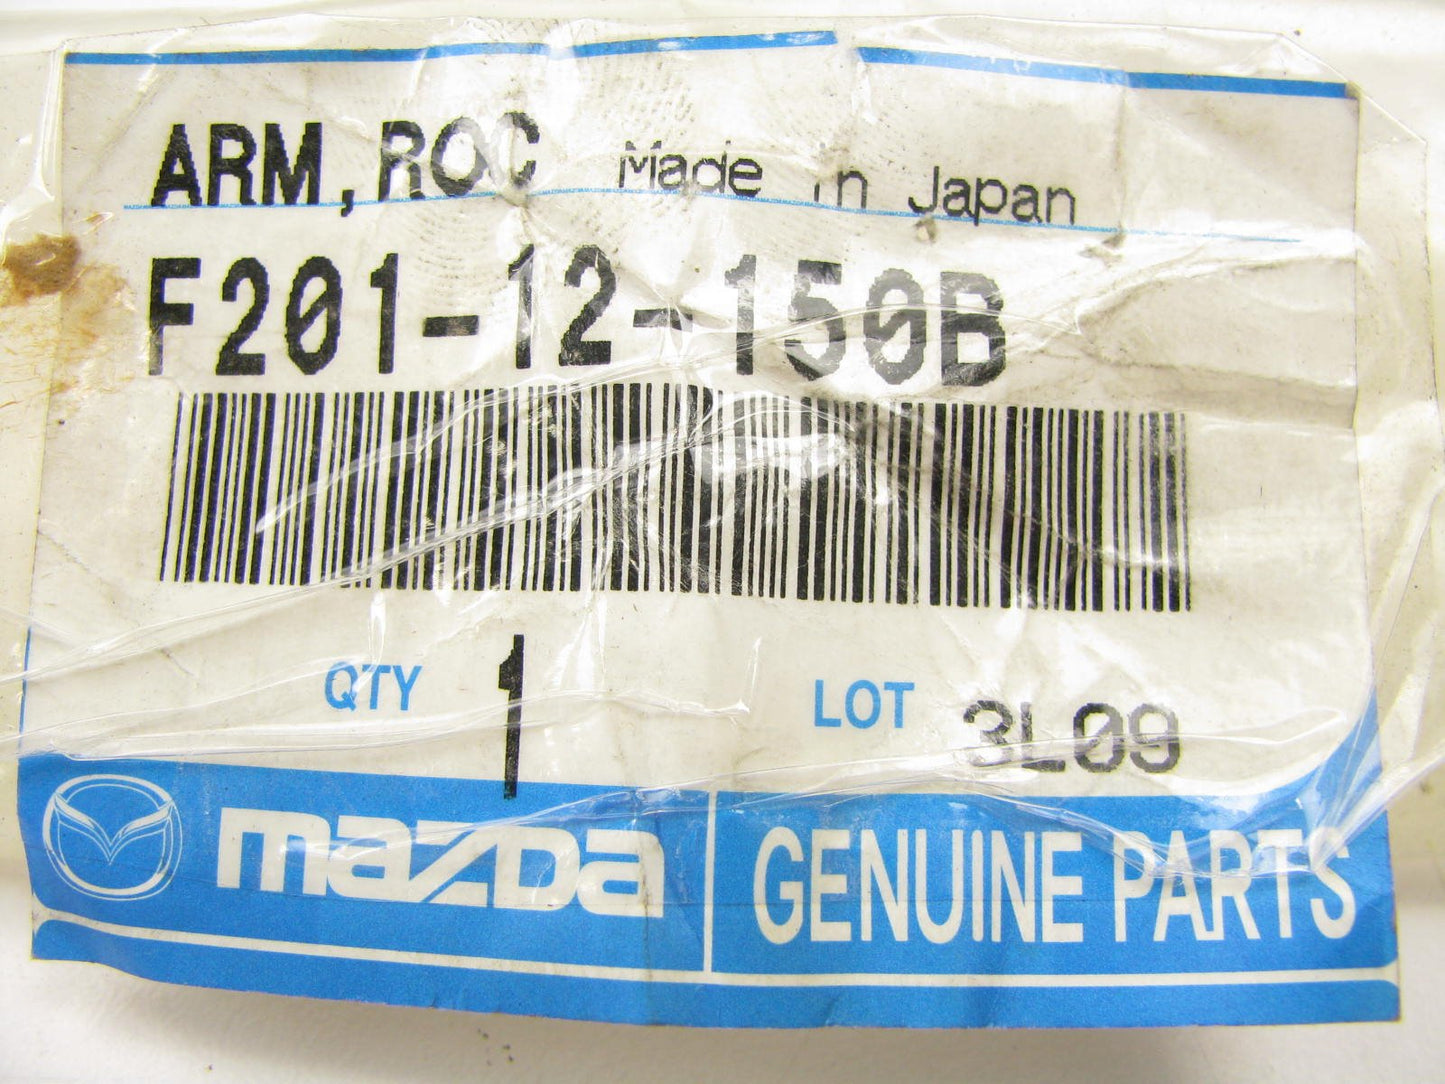 ARM, ROC Made in Japan
F201-12-150B
QTY 1 LOT 3L09
mazda GENUINE PARTS